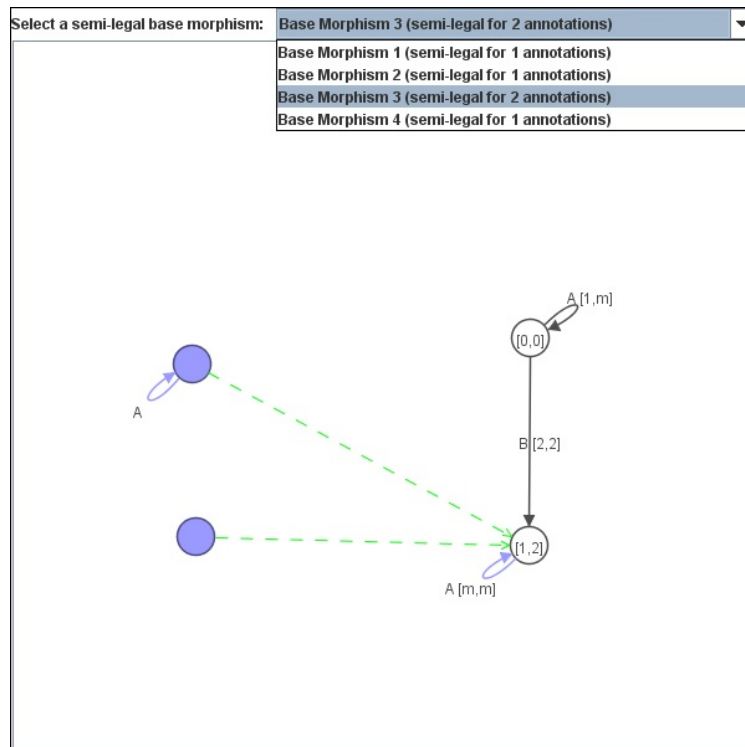 Select a semi-legal base morphism: Base Morphism 3 (semi-legal for 2 annotations)
Base Morphism 1 (semi-legal for 1 annotations)
Base Morphism 2 (semi-legal for 1 annotations)
Base Morphism 3 (semi-legal for 2 annotations)
Base Morphism 4 (semi-legal for 1 annotations)
A [1,m]
[0,0]
A
B [2,2]
[1,2]
A [m,m]